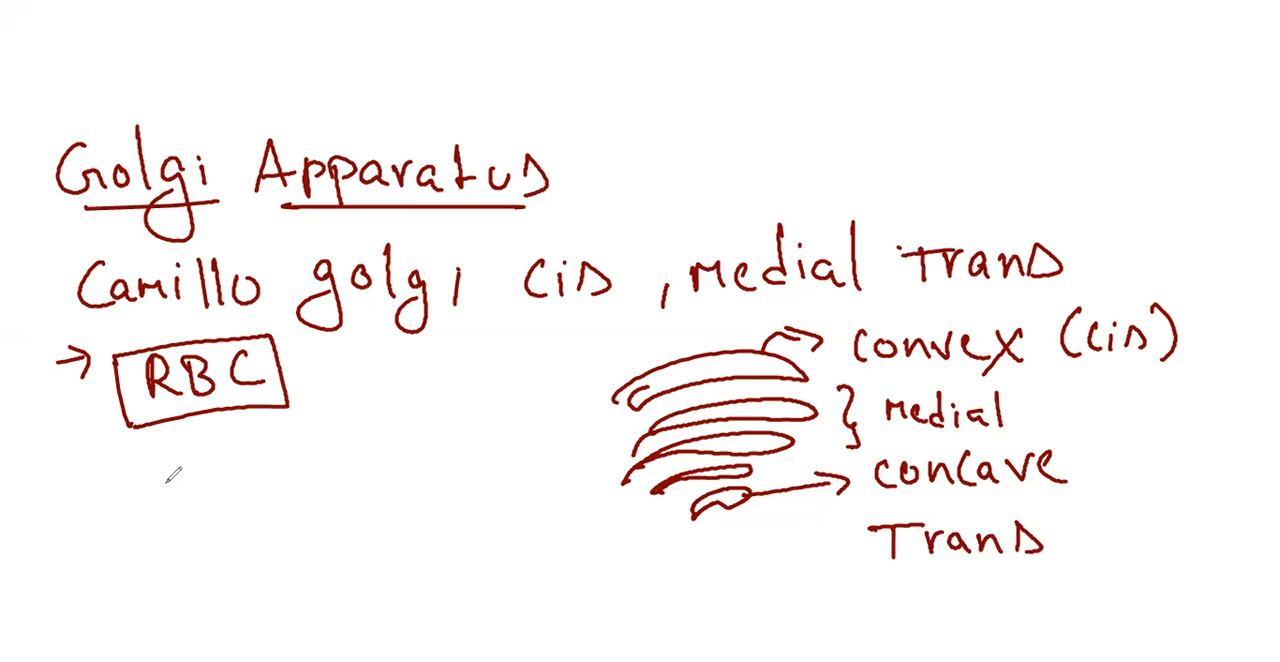 Golgi Apparatus
Camillo golgi cis, Medial Trans
→ RBC
convex (cis)
Medial
concave
Trans